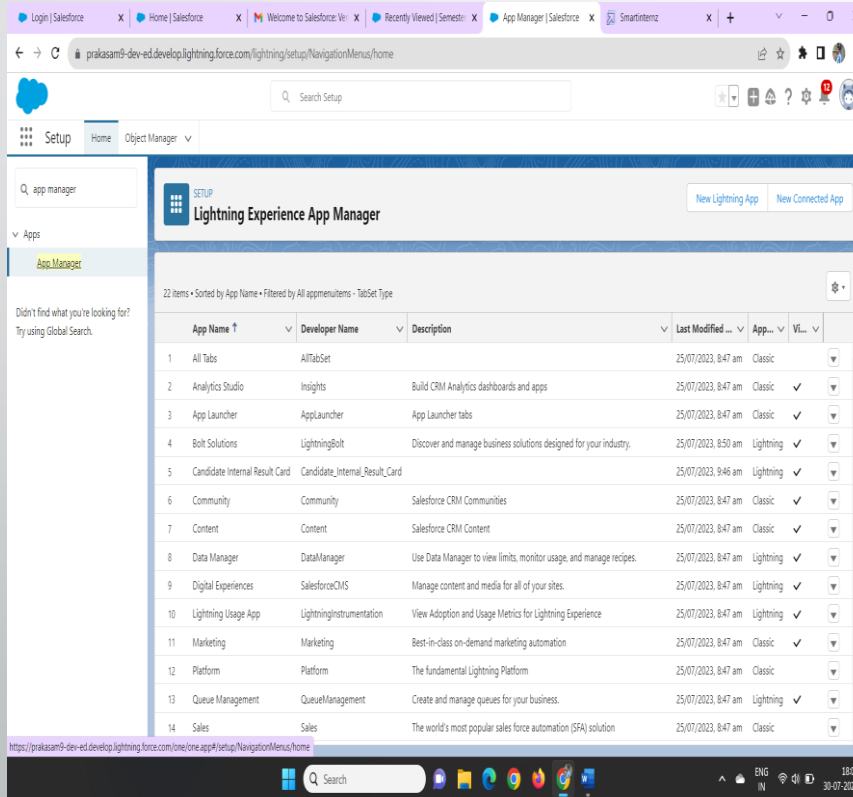 Login | Salesforce
Home | Salesforce
Welcome to Salesforce: Ver
Recently Viewed | Semester
App Manager | Salesforce
Smartinternz
prakasam9-dev-ed.develop.lightning.force.com/lightning/setup/NavigationMenus/home
Search Setup
12
Setup
Home
Object Manager
app manager
Apps
App Manager
Didn't find what you're looking for?
Try using Global Search.
SETUP
Lightning Experience App Manager
New Lightning App
New Connected App
22 items • Sorted by App Name • Filtered by All appmenuitems - TabSet Type
App Name ↑ Developer Name Description Last Modified ... App... Vi...
1 All Tabs AllTabSet 25/07/2023, 8:47 am Classic
2 Analytics Studio Insights Build CRM Analytics dashboards and apps 25/07/2023, 8:47 am Classic ✓
3 App Launcher AppLauncher App Launcher tabs 25/07/2023, 8:47 am Classic ✓
4 Bolt Solutions LightningBolt Discover and manage business solutions designed for your industry. 25/07/2023, 8:50 am Lightning ✓
5 Candidate Internal Result Card Candidate_Internal_Result_Card 25/07/2023, 9:46 am Lightning ✓
6 Community Community Salesforce CRM Communities 25/07/2023, 8:47 am Classic ✓
7 Content Content Salesforce CRM Content 25/07/2023, 8:47 am Classic ✓
8 Data Manager DataManager Use Data Manager to view limits, monitor usage, and manage recipes. 25/07/2023, 8:47 am Lightning ✓
9 Digital Experiences SalesforceCMS Manage content and media for all of your sites. 25/07/2023, 8:47 am Lightning ✓
10 Lightning Usage App LightningInstrumentation View Adoption and Usage Metrics for Lightning Experience 25/07/2023, 8:47 am Lightning ✓
11 Marketing Marketing Best-in-class on-demand marketing automation 25/07/2023, 8:47 am Classic ✓
12 Platform Platform The fundamental Lightning Platform 25/07/2023, 8:47 am Classic
13 Queue Management QueueManagement Create and manage queues for your business. 25/07/2023, 8:47 am Lightning ✓
14 Sales Sales The world's most popular sales force automation (SFA) solution 25/07/2023, 8:47 am Classic
https://prakasam9-dev-ed.develop.lightning.force.com/one/one.app#/setup/NavigationMenus/home
Search
ENG
IN
18:0
30-07-202